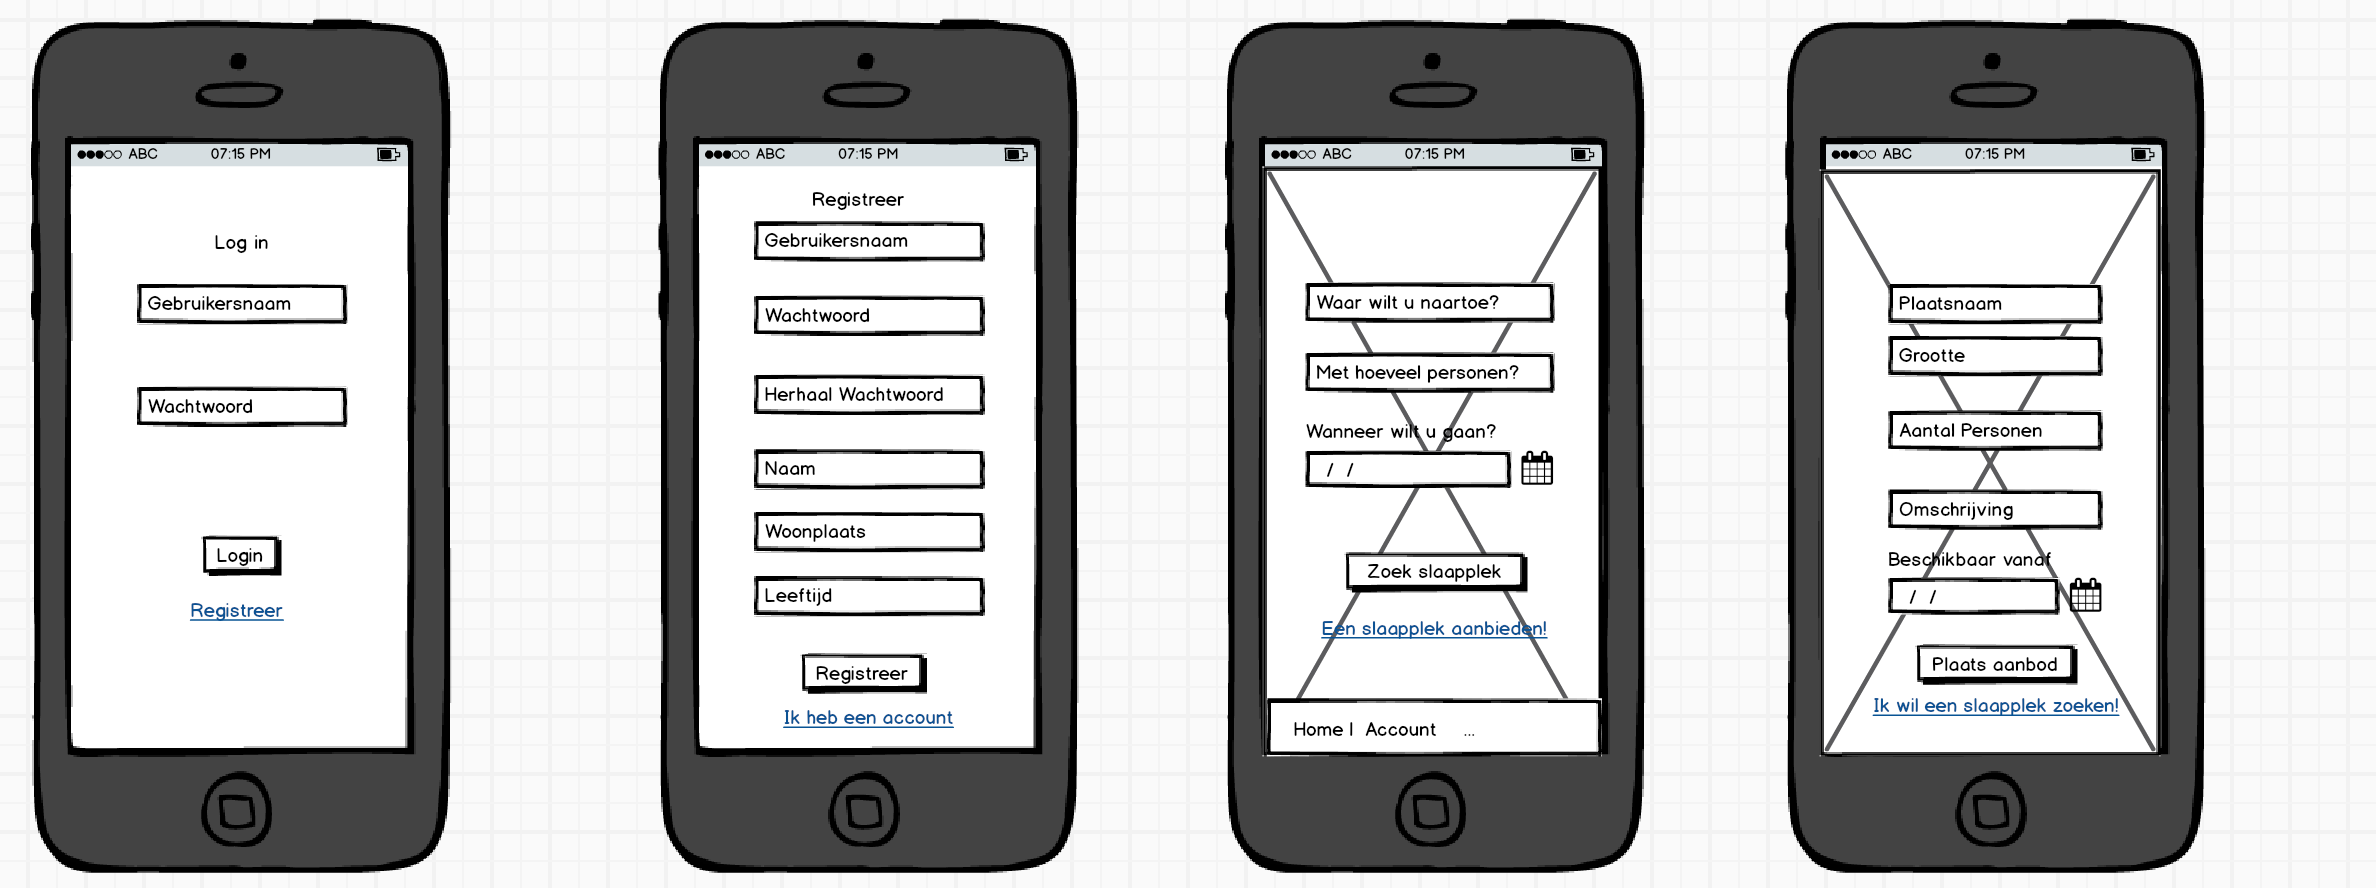 ABC 07:15 PM
Log in
Gebruikersnaam
Wachtwoord
Login
Registreer
ABC 07:15 PM
Registreer
Gebruikersnaam
Wachtwoord
Herhaal Wachtwoord
Naam
Woonplaats
Leeftijd
Registreer
Ik heb een account
ABC 07:15 PM
Waar wilt u naartoe?
Met hoeveel personen?
Wanneer wilt u gaan?
/ /
Zoek slaapplek
Een slaapplek aanbieden!
Home | Account ...
ABC 07:15 PM
Plaatsnaam
Grootte
Aantal Personen
Omschrijving
Beschikbaar vanaf
/ /
Plaats aanbod
Ik wil een slaapplek zoeken!